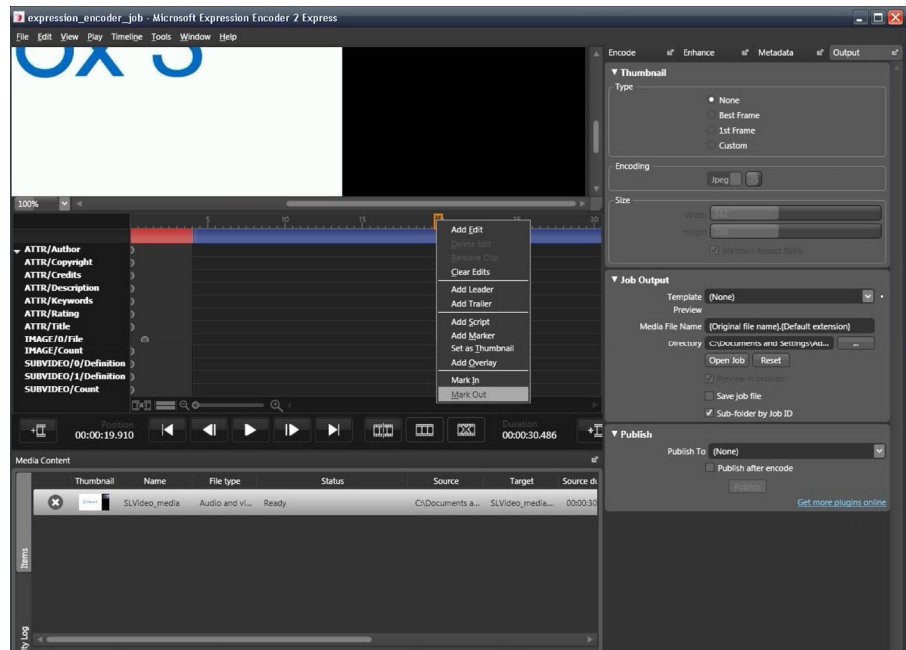 expression_encoder_job - Microsoft Expression Encoder 2 Express
File Edit View Play Timeline Tools Window Help
OX 3
100%
5 10 15 25 30
ATTR/Author
ATTR/Copyright
ATTR/Credits
ATTR/Description
ATTR/Keywords
ATTR/Rating
ATTR/Title
IMAGE/0/File
IMAGE/Count
SUBVIDEO/0/Definition
SUBVIDEO/1/Definition
SUBVIDEO/Count
Add Edit
Delete Edit
Remove Clip
Clear Edits
Add Leader
Add Trailer
Add Script
Add Marker
Set as Thumbnail
Add Overlay
Mark In
Mark Out
Position
00:00:19.910
Duration
00:00:30.486
Media Content
Thumbnail Name File type Status Source Target Source du
SLVideo_media Audio and vi... Ready C:\Documents a... SLVideo_media.... 00:00:30
Items
ty Log
Encode Enhance Metadata Output
Thumbnail
Type
None
Best Frame
1st Frame
Custom
Encoding
Jpeg
Size
Width
Height
Maintain Aspect Ratio
Job Output
Template (None)
Preview
Media File Name {Original file name}.{Default extension}
Directory C:\Documents and Settings\Ad... ...
Open Job Reset
Preview in browser
Save job file
Sub-folder by Job ID
Publish
Publish To (None)
Publish after encode
Publish
Get more plugins online